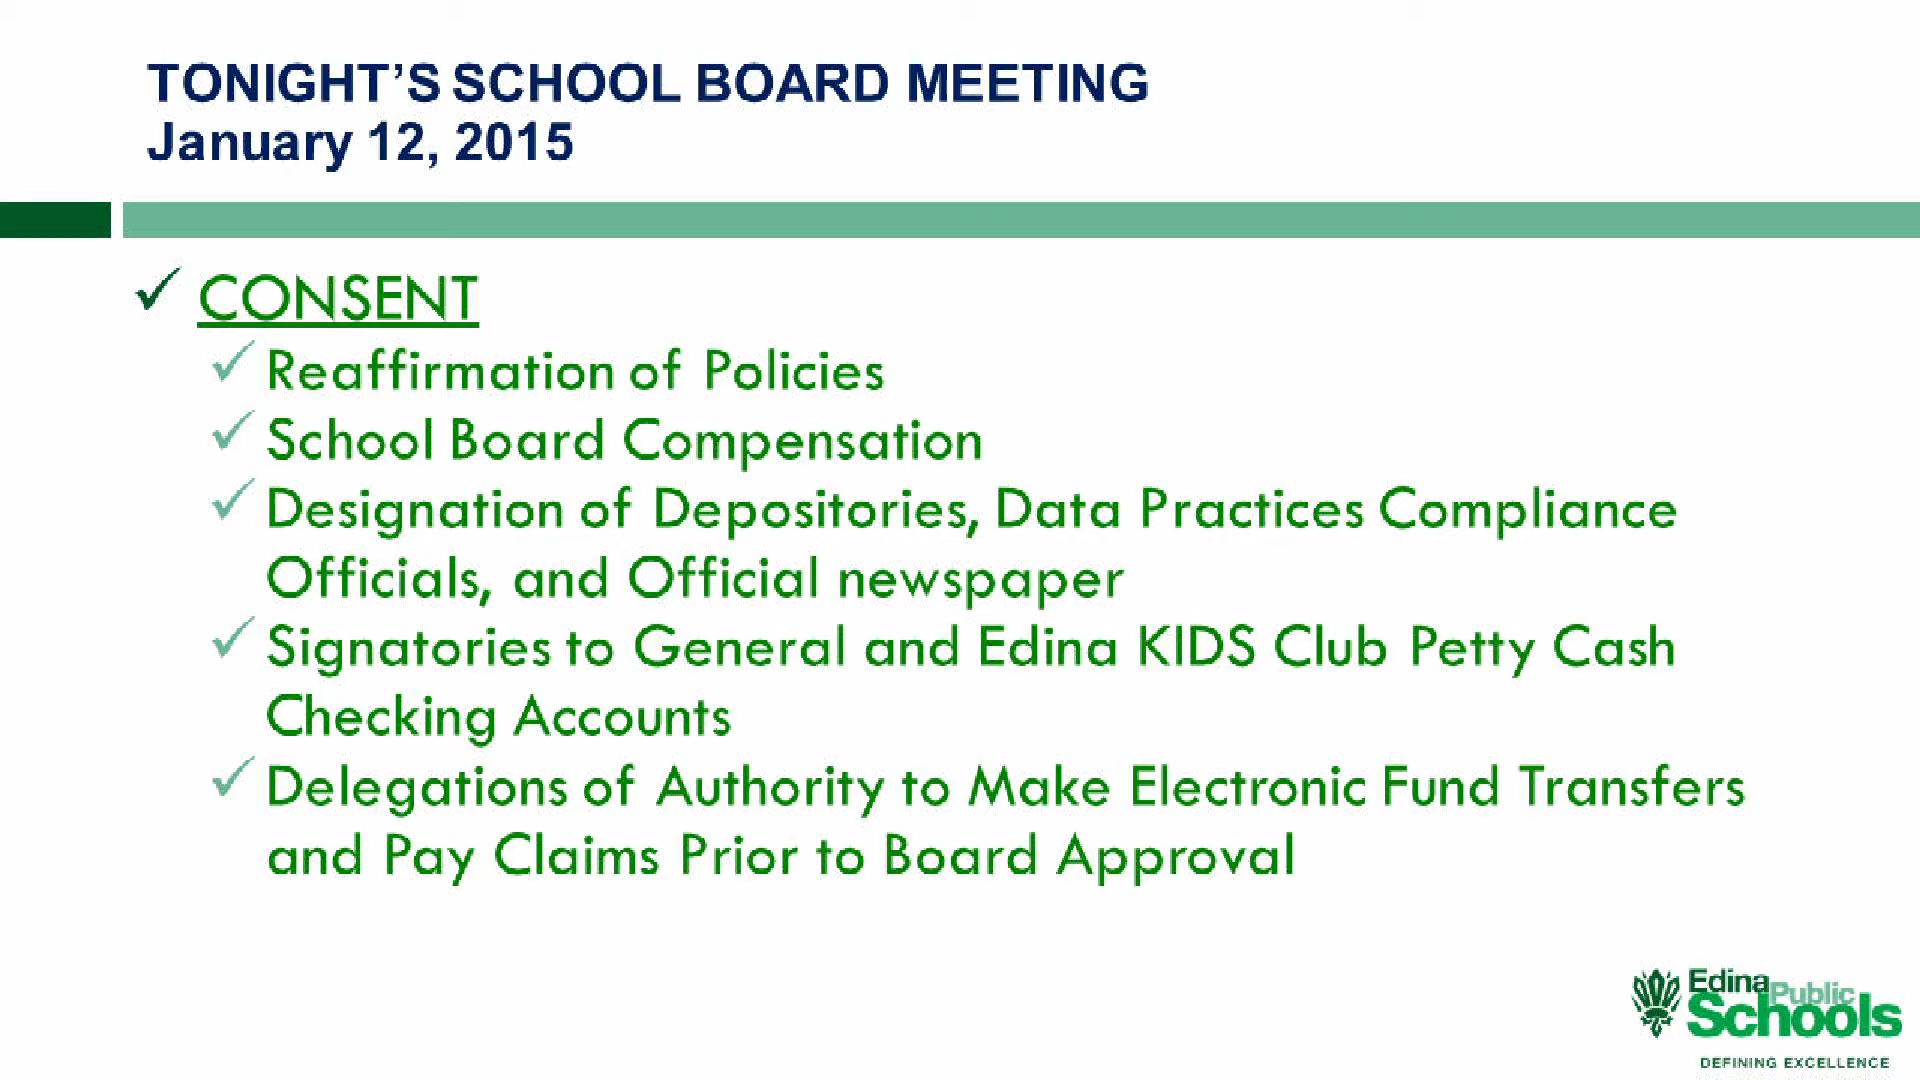 TONIGHT'S SCHOOL BOARD MEETING
January 12, 2015
CONSENT
Reaffirmation of Policies
School Board Compensation
Designation of Depositories, Data Practices Compliance
Officials, and Official newspaper
Signatories to General and Edina KIDS Club Petty Cash
Checking Accounts
Delegations of Authority to Make Electronic Fund Transfers
and Pay Claims Prior to Board Approval
Edina Public
Schools
DEFINING EXCELLENCE